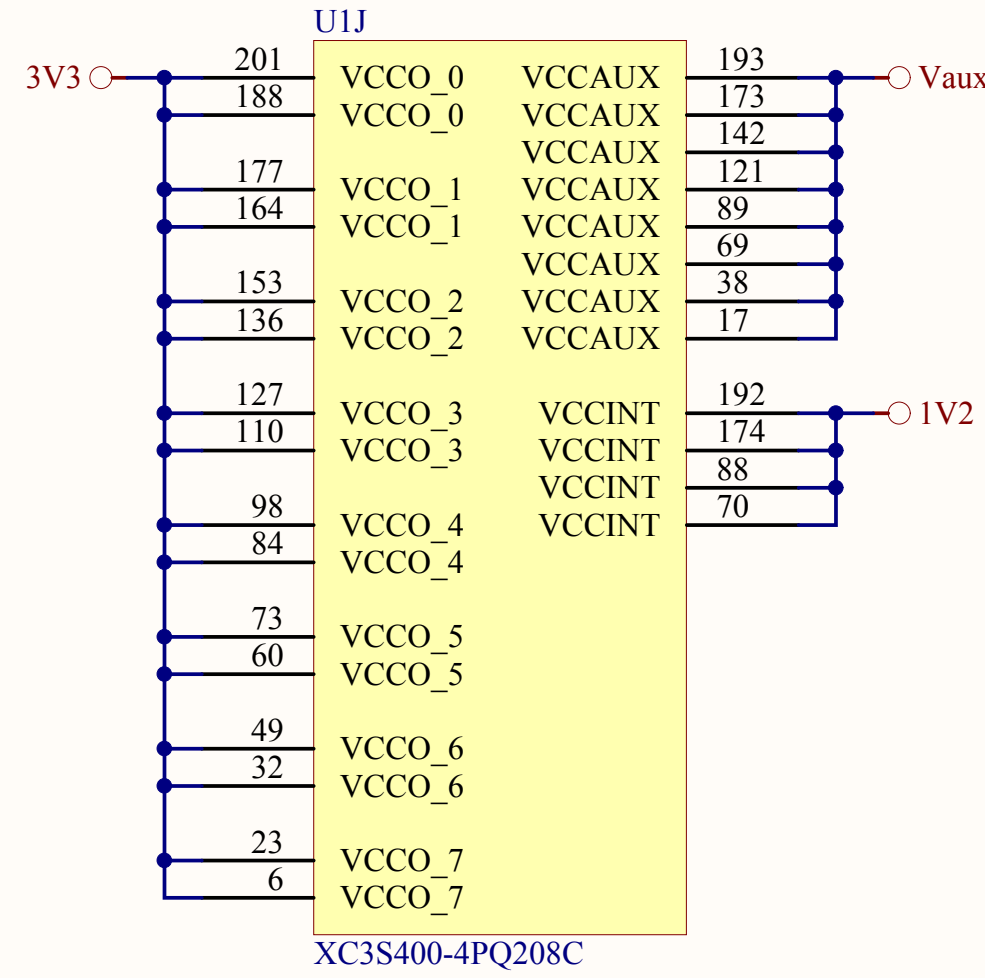 U1J
3V3 201 VCCO_0 VCCAUX 193 Vaux
188 VCCO_0 VCCAUX 173
VCCAUX 142
177 VCCO_1 VCCAUX 121
164 VCCO_1 VCCAUX 89
VCCAUX 69
153 VCCO_2 VCCAUX 38
136 VCCO_2 VCCAUX 17
127 VCCO_3 VCCINT 192 1V2
110 VCCO_3 VCCINT 174
VCCINT 88
98 VCCO_4 VCCINT 70
84 VCCO_4
73 VCCO_5
60 VCCO_5
49 VCCO_6
32 VCCO_6
23 VCCO_7
6 VCCO_7
XC3S400-4PQ208C